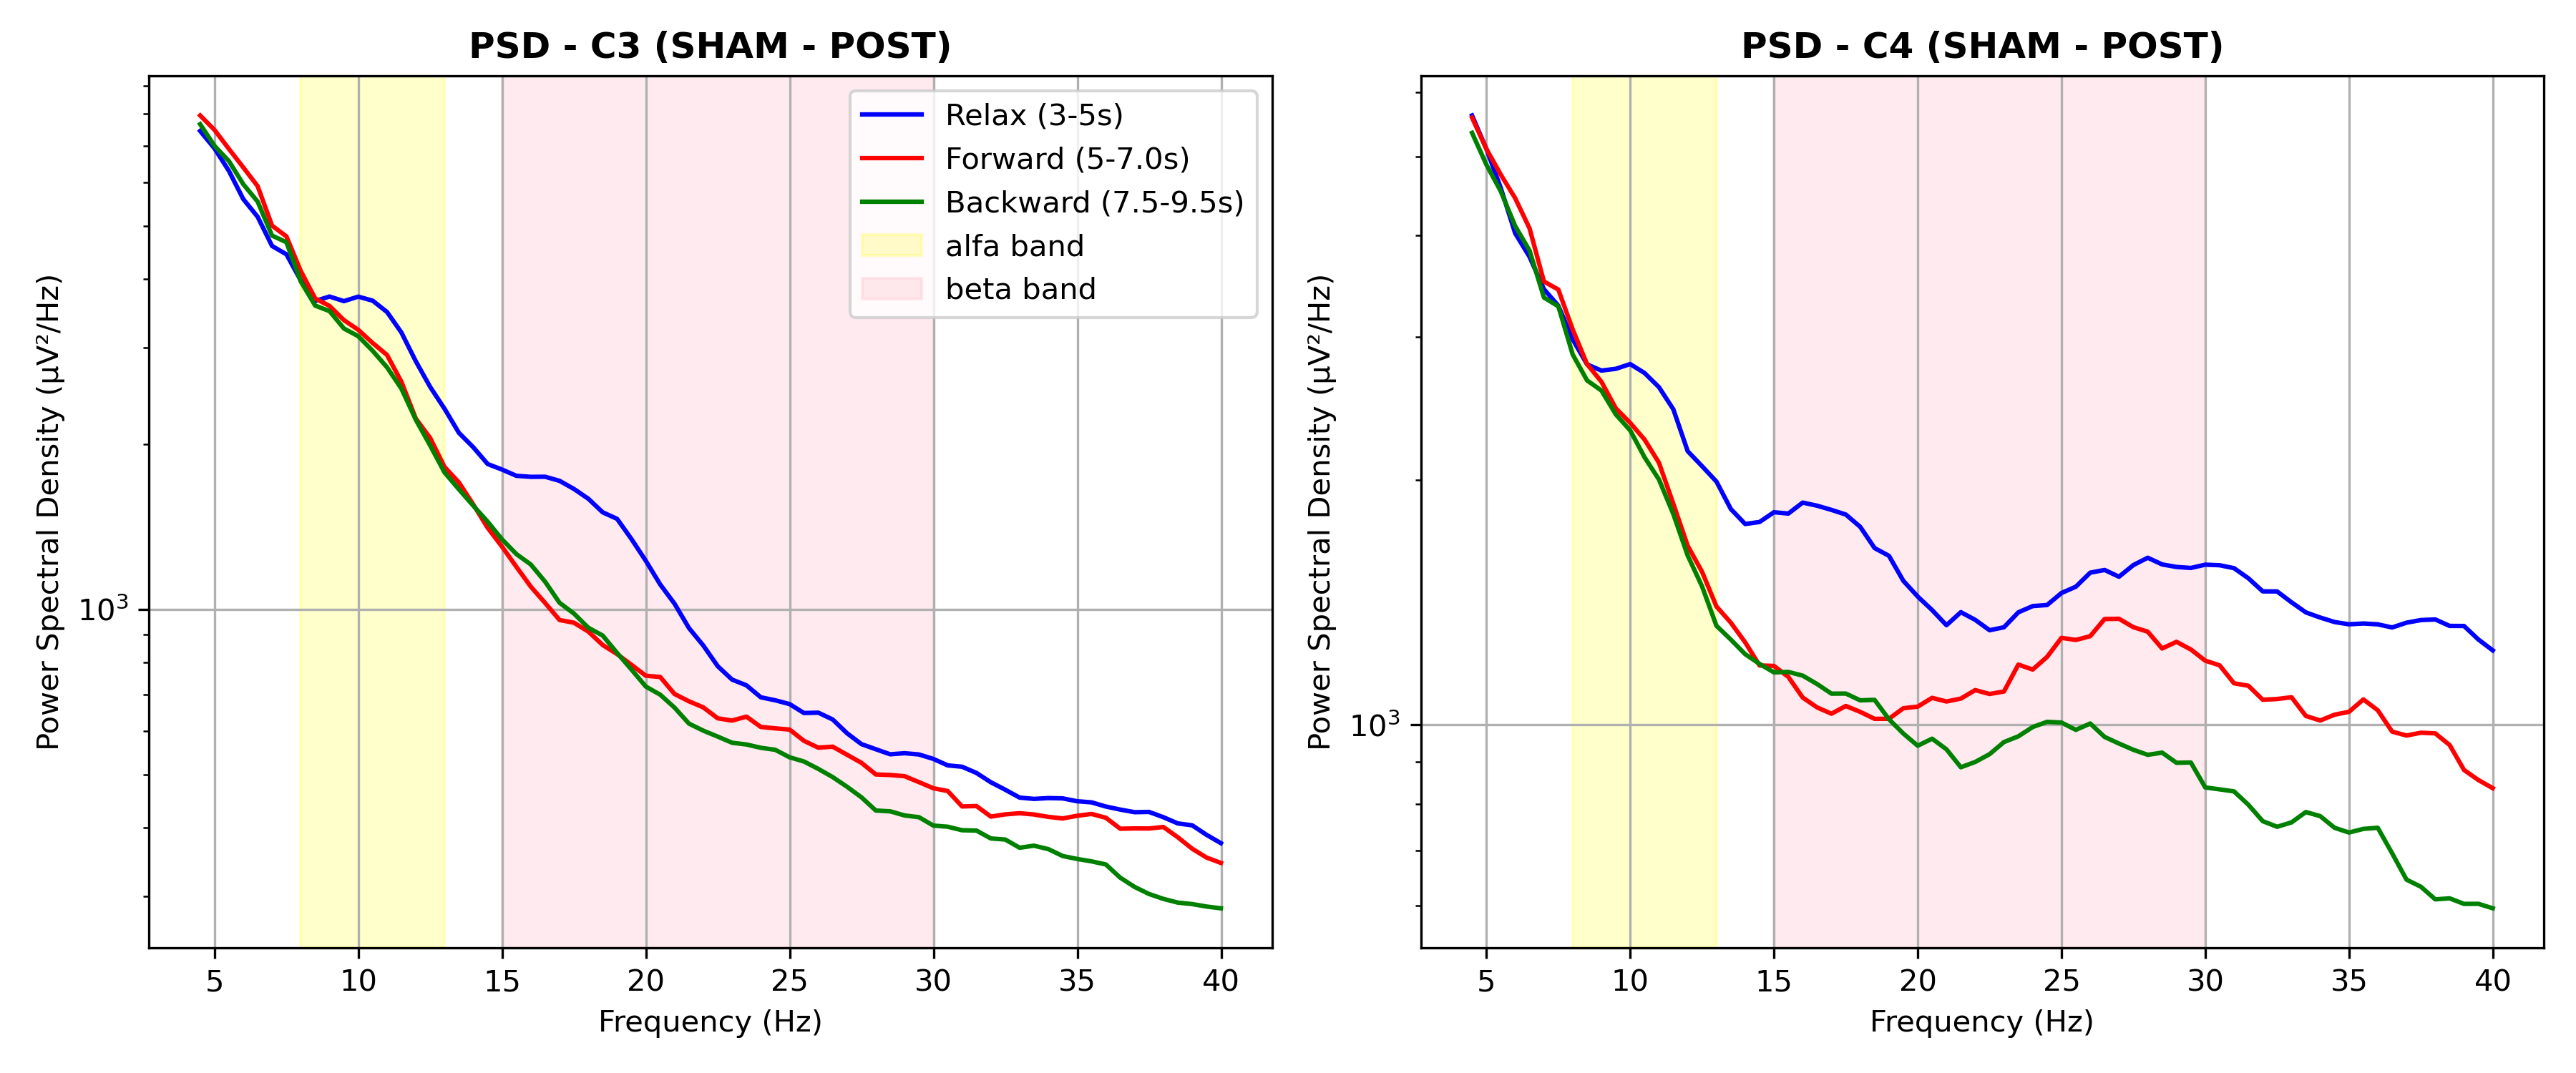 PSD - C3 (SHAM - POST)
Power Spectral Density (µV²/Hz)
10³
Relax (3-5s)
Forward (5-7.0s)
Backward (7.5-9.5s)
alfa band
beta band
5 10 15 20 25 30 35 40
Frequency (Hz)
PSD - C4 (SHAM - POST)
Power Spectral Density (µV²/Hz)
10³
5 10 15 20 25 30 35 40
Frequency (Hz)